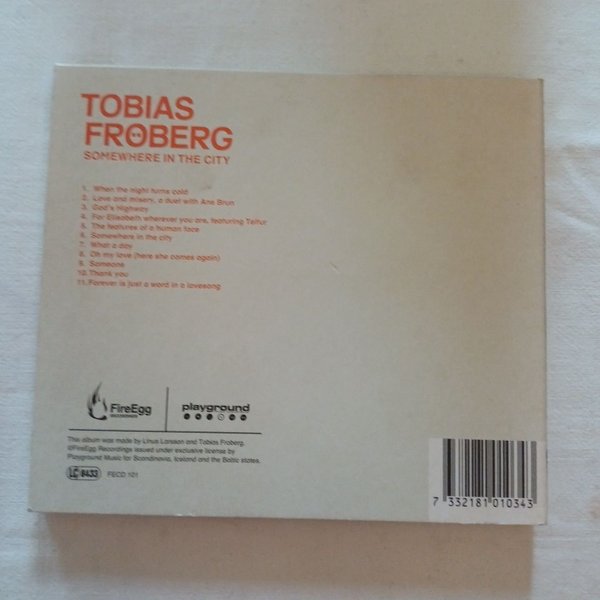 TOBIAS
FRÖBERG
SOMEWHERE IN THE CITY
1. When the night turns cold
2. Love and misery, a duet with Ane Brun
3. God's Highway
4. For Elisabeth wherever you are, featuring Teitur
5. The features of a human face
6. Somewhere in the city
7. What a day
8. Oh my love (here she comes again)
9. Someone
10. Thank you
11. Forever is just a word in a lovesong
FireEgg
RECORDINGS
playground
This album was made by Linus Larsson and Tobias Fröberg.
©FireEgg Recordings issued under exclusive license by
Playground Music for Scandinavia, Iceland and the Baltic states.
LC 8433 FECD 101
7 332181 010343